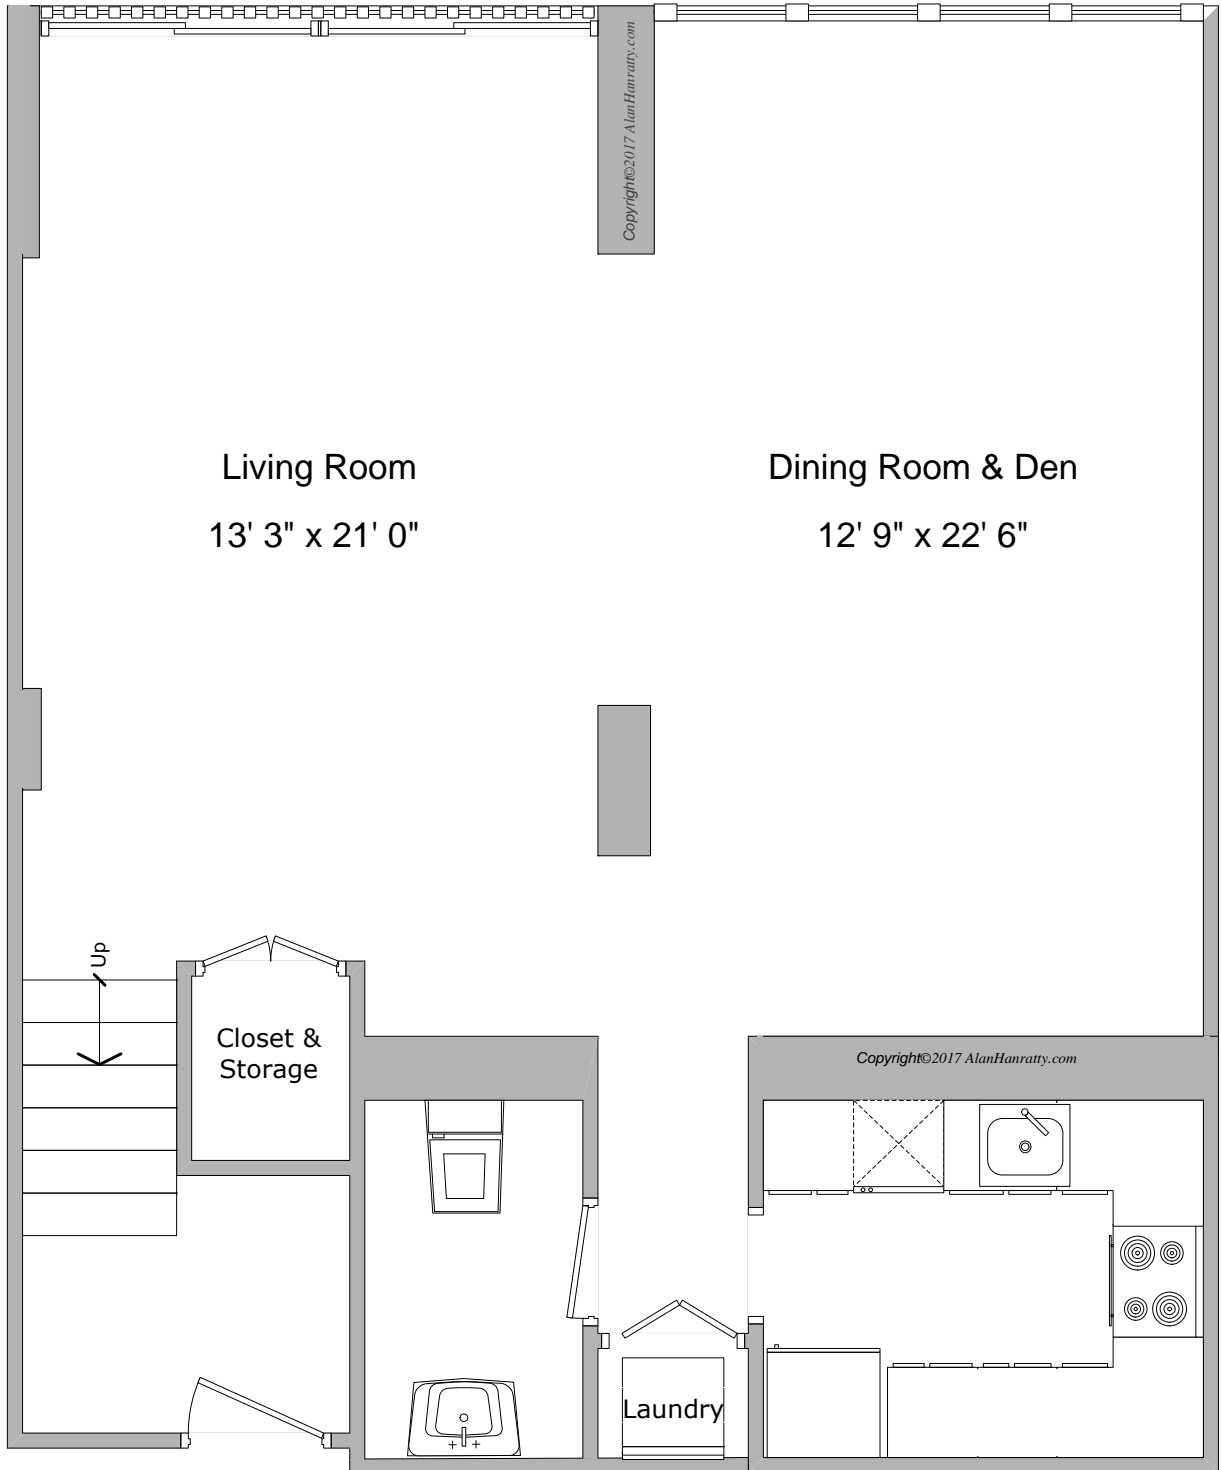 Copyright©2017 AlanHanratty.com
Living Room
13' 3" x 21' 0"
Dining Room & Den
12' 9" x 22' 6"
Up
Closet &
Storage
Copyright©2017 AlanHanratty.com
Laundry